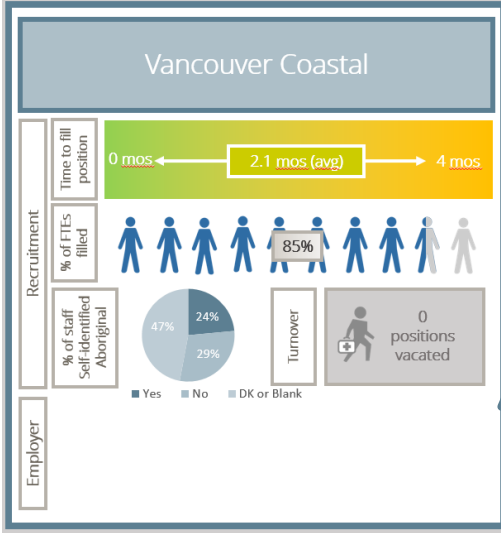 Vancouver Coastal
Recruitment
Time to fill
position
0 mos
2.1 mos (avg)
4 mos
% of FTEs
filled
85%
% of staff
Self-identified
Aboriginal
24%
29%
47%
Yes
No
DK or Blank
Turnover
0
positions
vacated
Employer